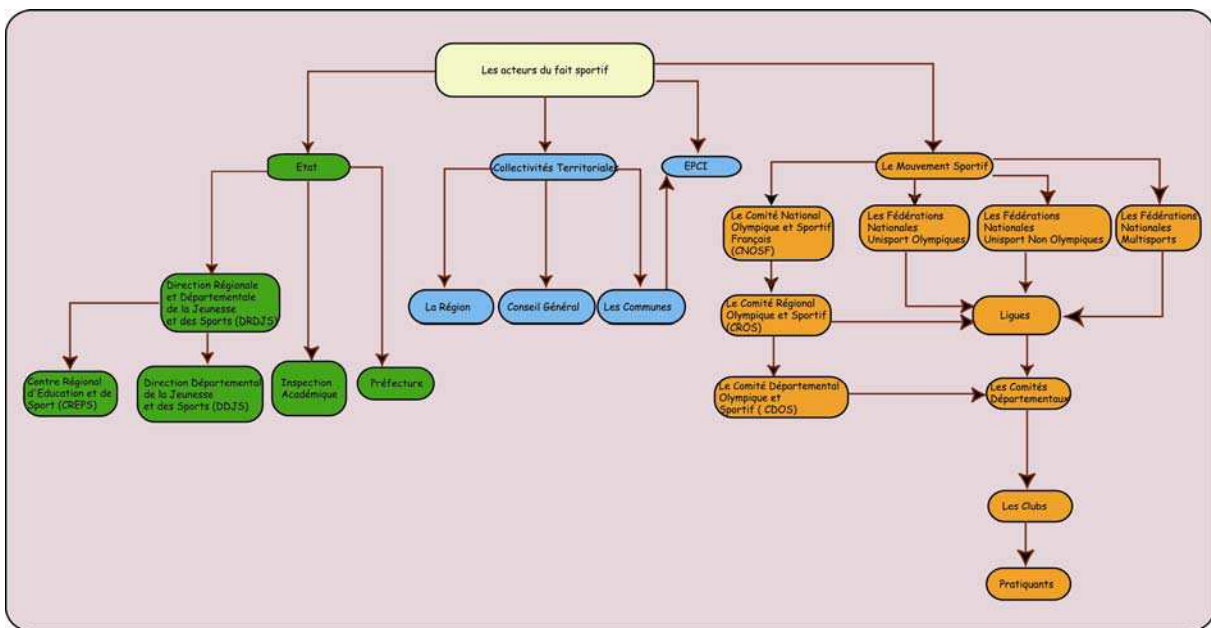 Les acteurs du fait sportif
Etat
Collectivités Territoriales
EPCI
Le Mouvement Sportif
Le Comité National
Olympique et Sportif
Français
(CNOSF)
Les Fédérations
Nationales
Unisport Olympiques
Les Fédérations
Nationales
Unisport Non Olympiques
Les Fédérations
Nationales
Multisports
Direction Régionale
et Départementale
de la Jeunesse
et des Sports (DRDJS)
La Région
Conseil Général
Les Communes
Le Comité Régional
Olympique et Sportif
(CROS)
Ligues
Centre Régional
d'Education et de
Sport (CREPS)
Direction Départemental
de la Jeunesse
et des Sports (DDJS)
Inspection
Académique
Préfecture
Le Comité Départemental
Olympique et
Sportif ( CDOS)
Les Comités
Départementaux
Les Clubs
Pratiquants